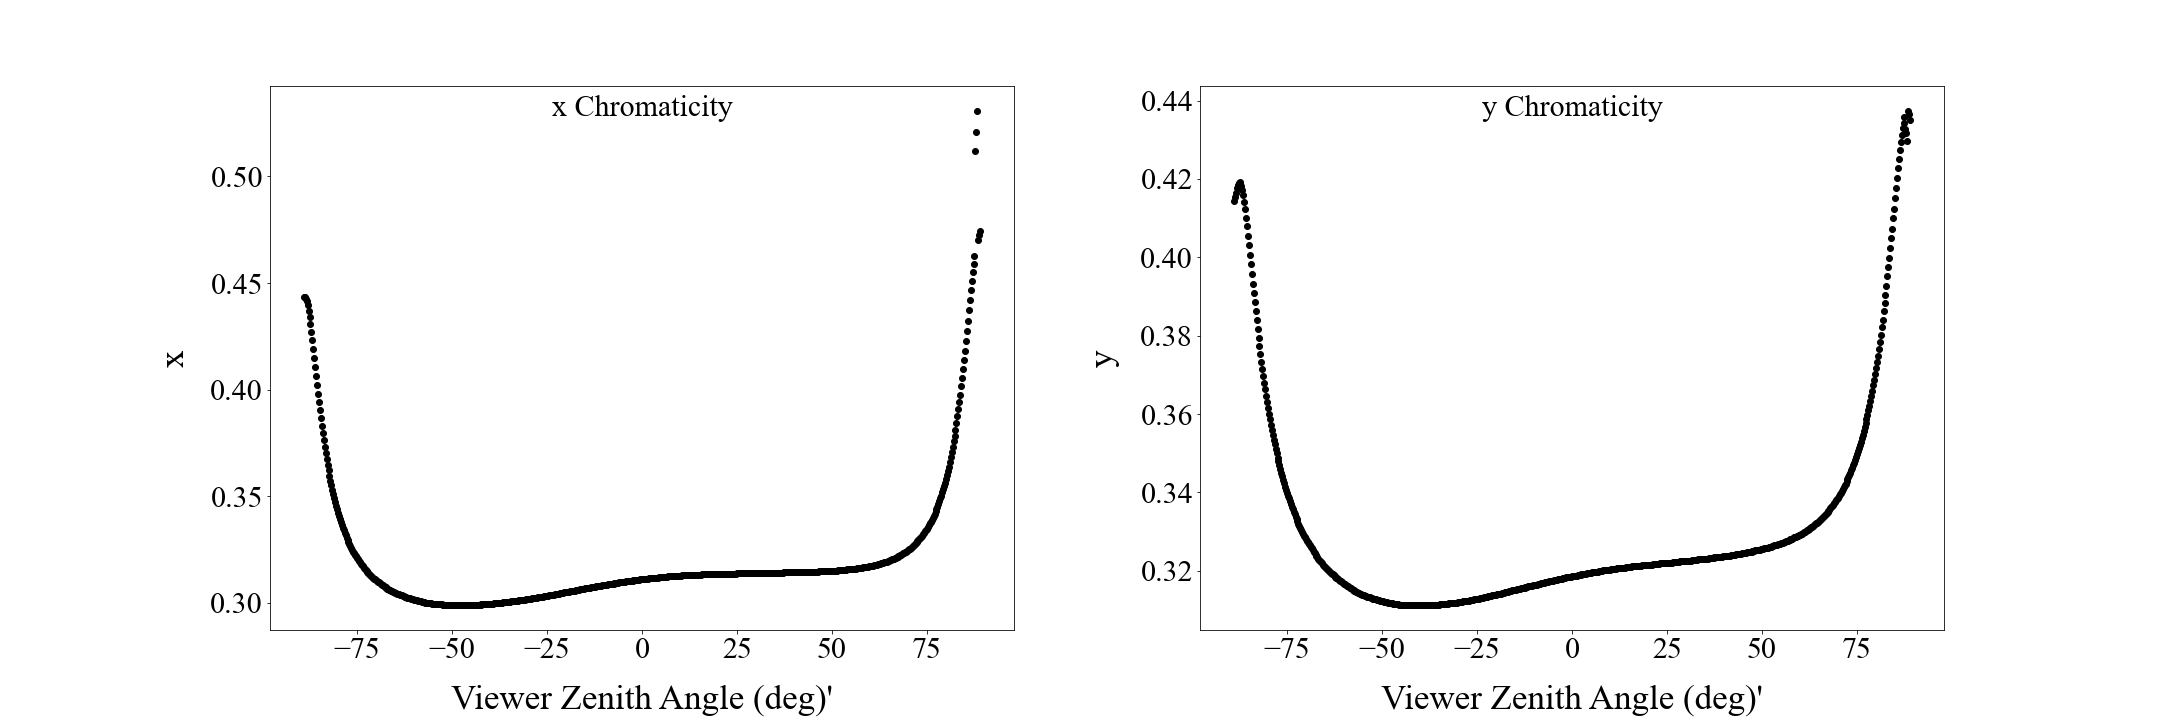 x Chromaticity
0.50
0.45
0.40
0.35
0.30
x
−75 −50 −25 0 25 50 75
Viewer Zenith Angle (deg)'
y Chromaticity
0.44
0.42
0.40
0.38
0.36
0.34
0.32
y
−75 −50 −25 0 25 50 75
Viewer Zenith Angle (deg)'